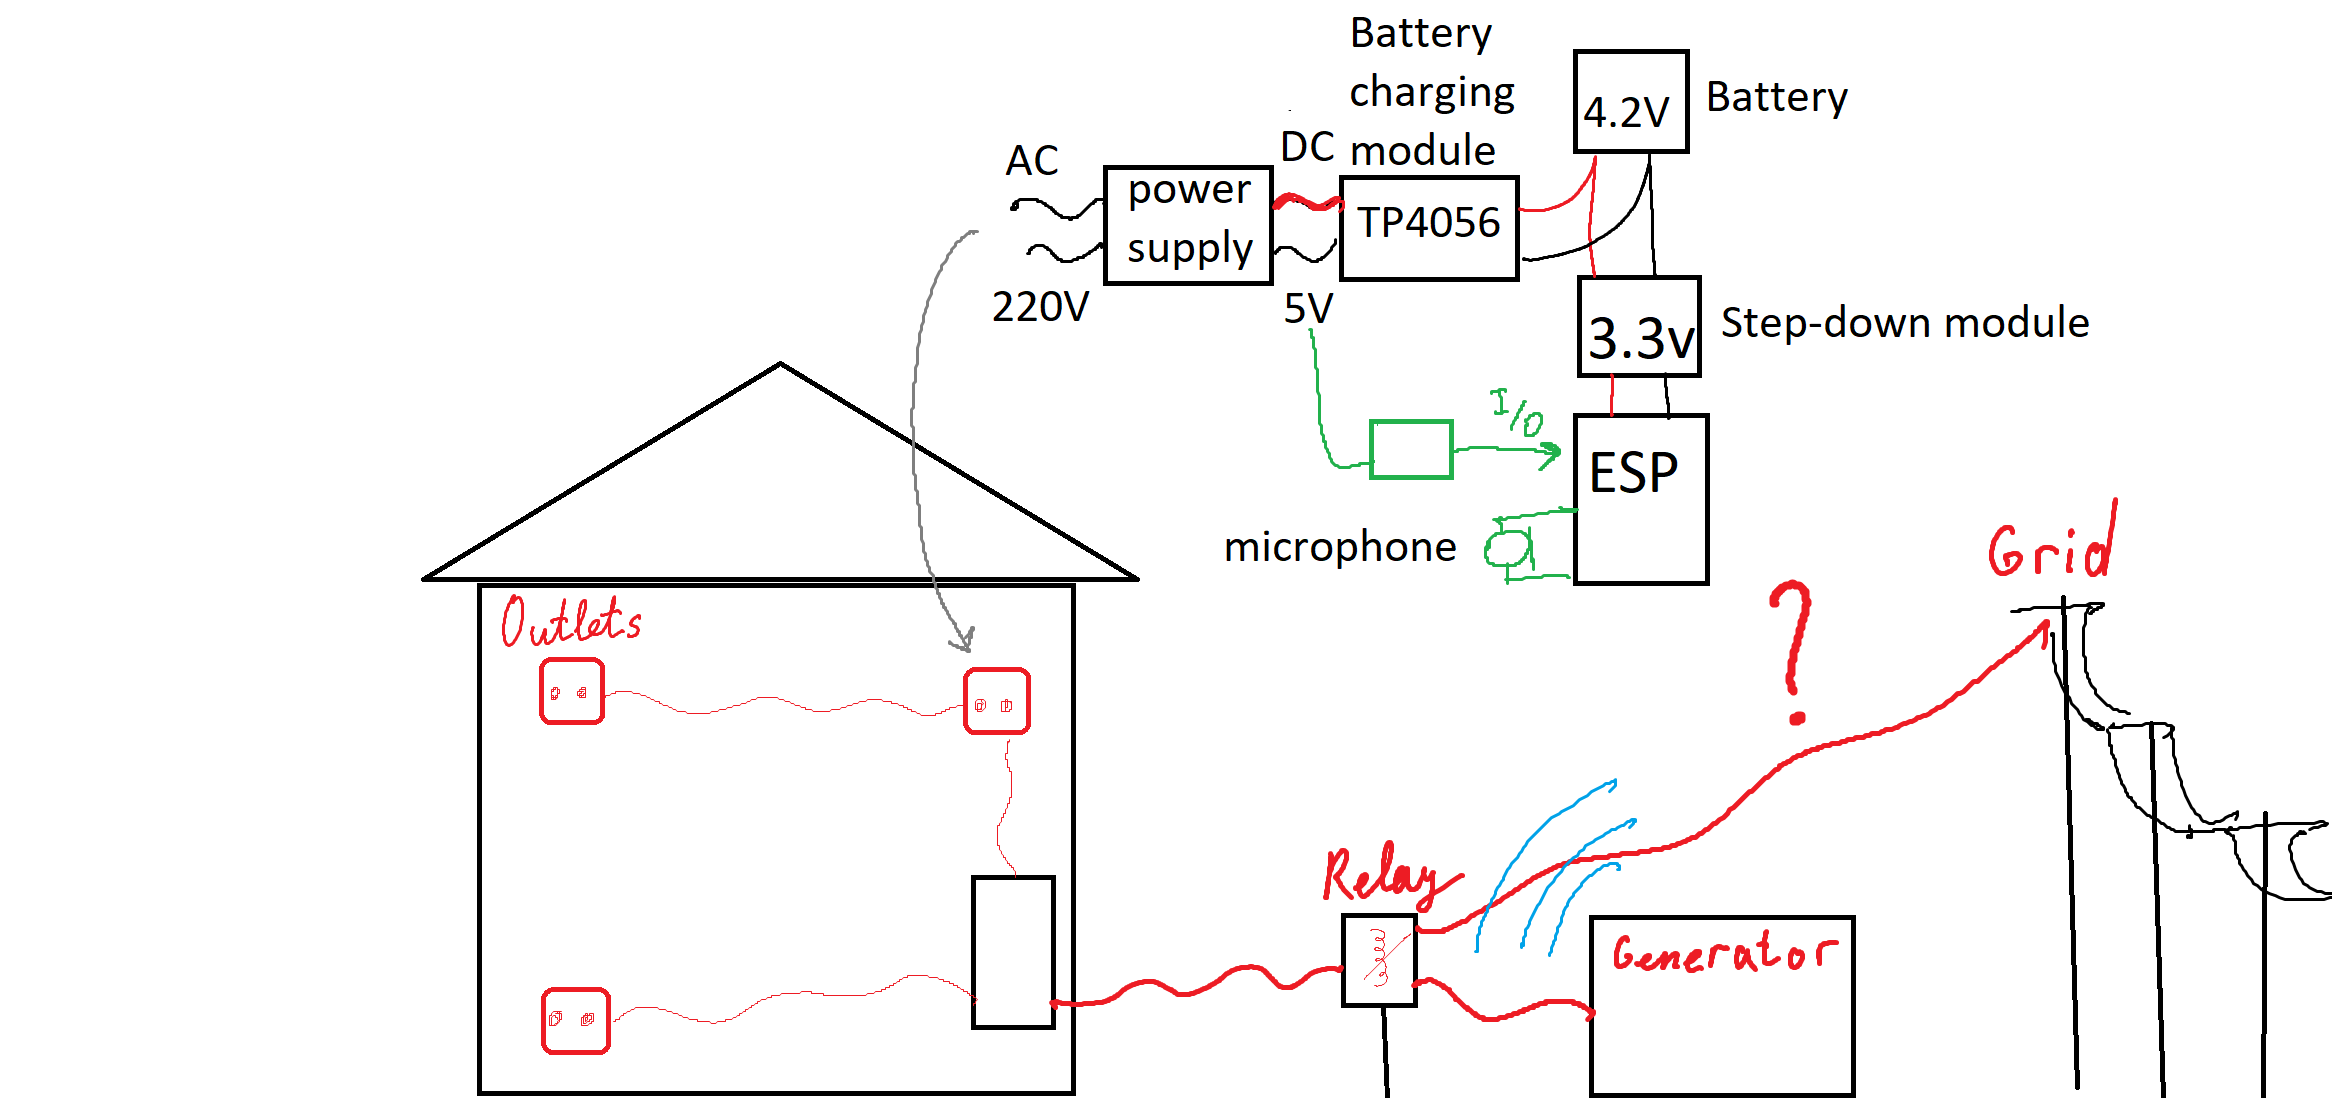 Battery
charging
module
AC
DC
power
supply
TP4056
4.2V
Battery
220V
5V
3.3v
Step-down module
I/O
ESP
microphone
Grid
?
Outlets
Relay
Generator